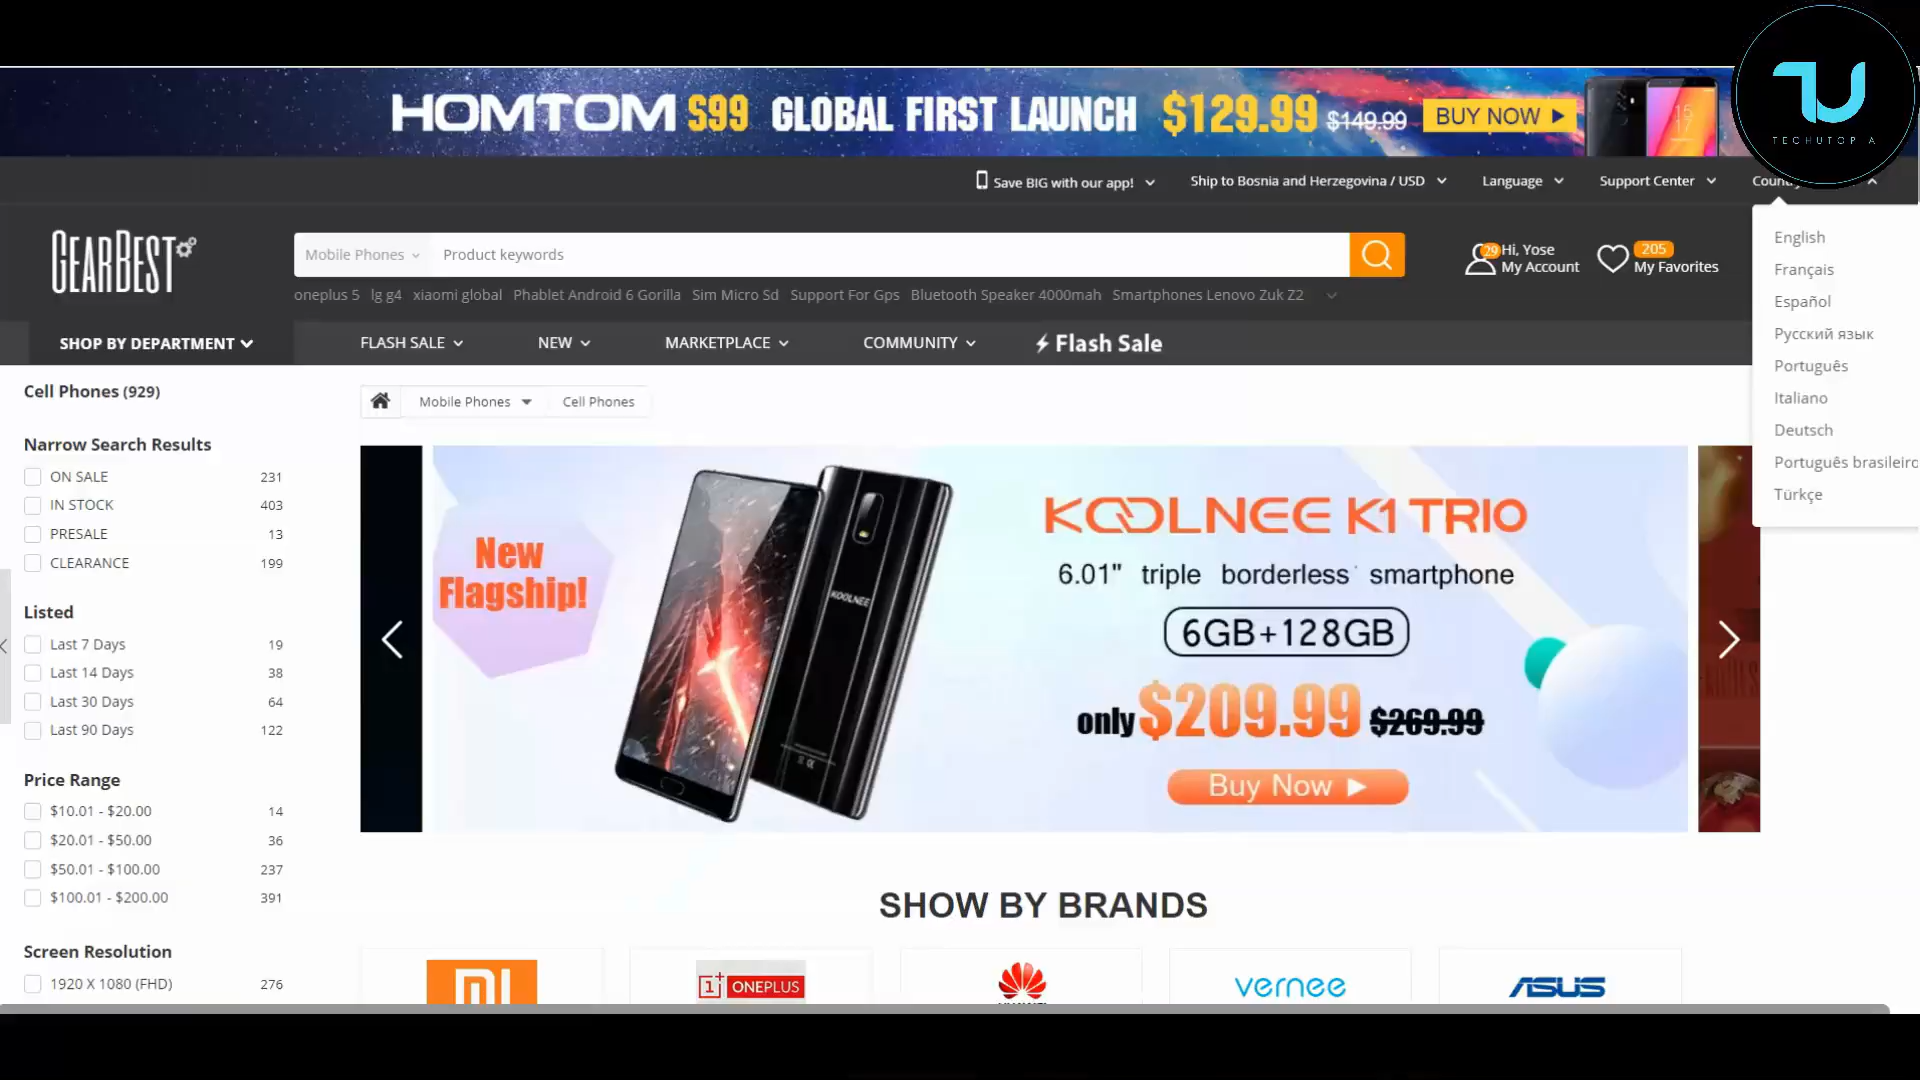 HOMTOM S99 GLOBAL FIRST LAUNCH $129.99 $149.99 BUY NOW
TU
TECHUTOPIA
Save BIG with our app! Ship to Bosnia and Herzegovina / USD Language Support Center
GEARBEST
Mobile Phones Product keywords
29 Hi, Yose
My Account
205
My Favorites
oneplus 5 lg g4 xiaomi global Phablet Android 6 Gorilla Sim Micro Sd Support For Gps Bluetooth Speaker 4000mah Smartphones Lenovo Zuk Z2
SHOP BY DEPARTMENT FLASH SALE NEW MARKETPLACE COMMUNITY Flash Sale
English
Français
Español
Русский язык
Português
Italiano
Deutsch
Português brasileiro
Türkçe
Cell Phones (929)
Narrow Search Results
ON SALE 231
IN STOCK 403
PRESALE 13
CLEARANCE 199
Listed
Last 7 Days 19
Last 14 Days 38
Last 30 Days 64
Last 90 Days 122
Price Range
$10.01 - $20.00 14
$20.01 - $50.00 36
$50.01 - $100.00 237
$100.01 - $200.00 391
Screen Resolution
1920 X 1080 (FHD) 276
Mobile Phones Cell Phones
New
Flagship!
KOOLNEE
KOOLNEE K1 TRIO
6.01" triple borderless smartphone
6GB+128GB
only $209.99 $269.99
Buy Now
SHOW BY BRANDS
MI
1+ ONEPLUS
vernee
ASUS